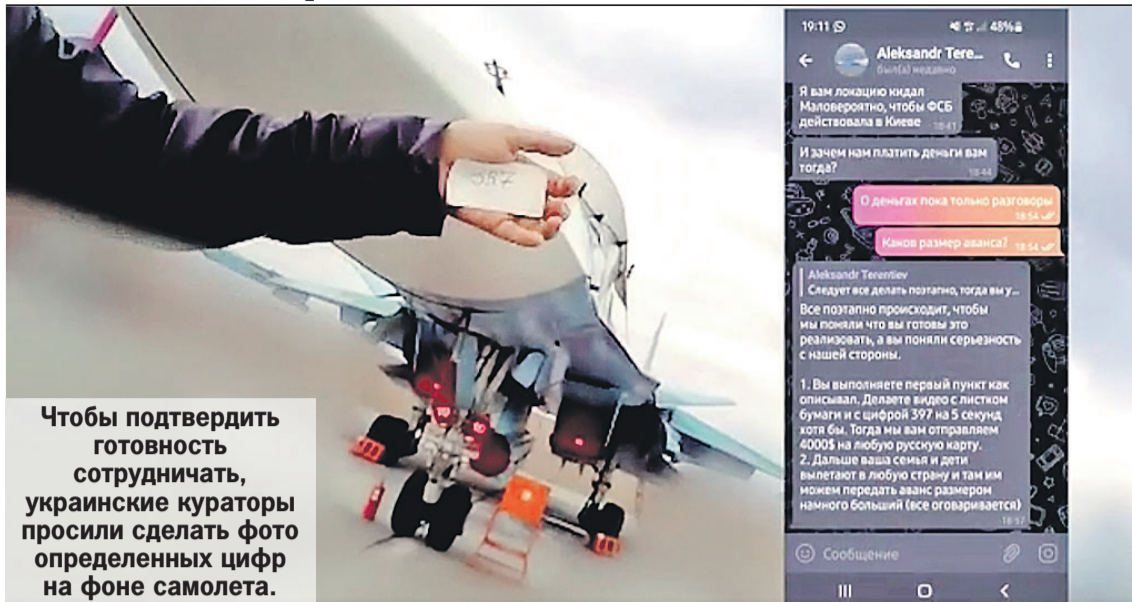 19:11
48%
Aleksandr Tere...
был(а) недавно
Я вам локацию кидал
Маловероятно, чтобы ФСБ
действовала в Киеве 18:41
И зачем нам платить деньги вам
тогда?
18:44
О деньгах пока только разговоры
18:54
Каков размер аванса? 18:54
Aleksandr Terentiev
Следует все делать поэтапно, тогда вы у...
Все поэтапно происходит, чтобы
мы поняли что вы готовы это
реализовать, а вы поняли серьезность
с нашей стороны.
1. Вы выполняете первый пункт как
описывал. Делаете видео с листком
бумаги и с цифрой 397 на 5 секунд
хотя бы. Тогда мы вам отправляем
4000$ на любую русскую карту.
2. Дальше ваша семья и дети
вылетают в любую страну и там им
можем передать аванс размером
намного больший (все оговаривается)
18:57
Сообщение
Чтобы подтвердить
готовность
сотрудничать,
украинские кураторы
просили сделать фото
определенных цифр
на фоне самолета.